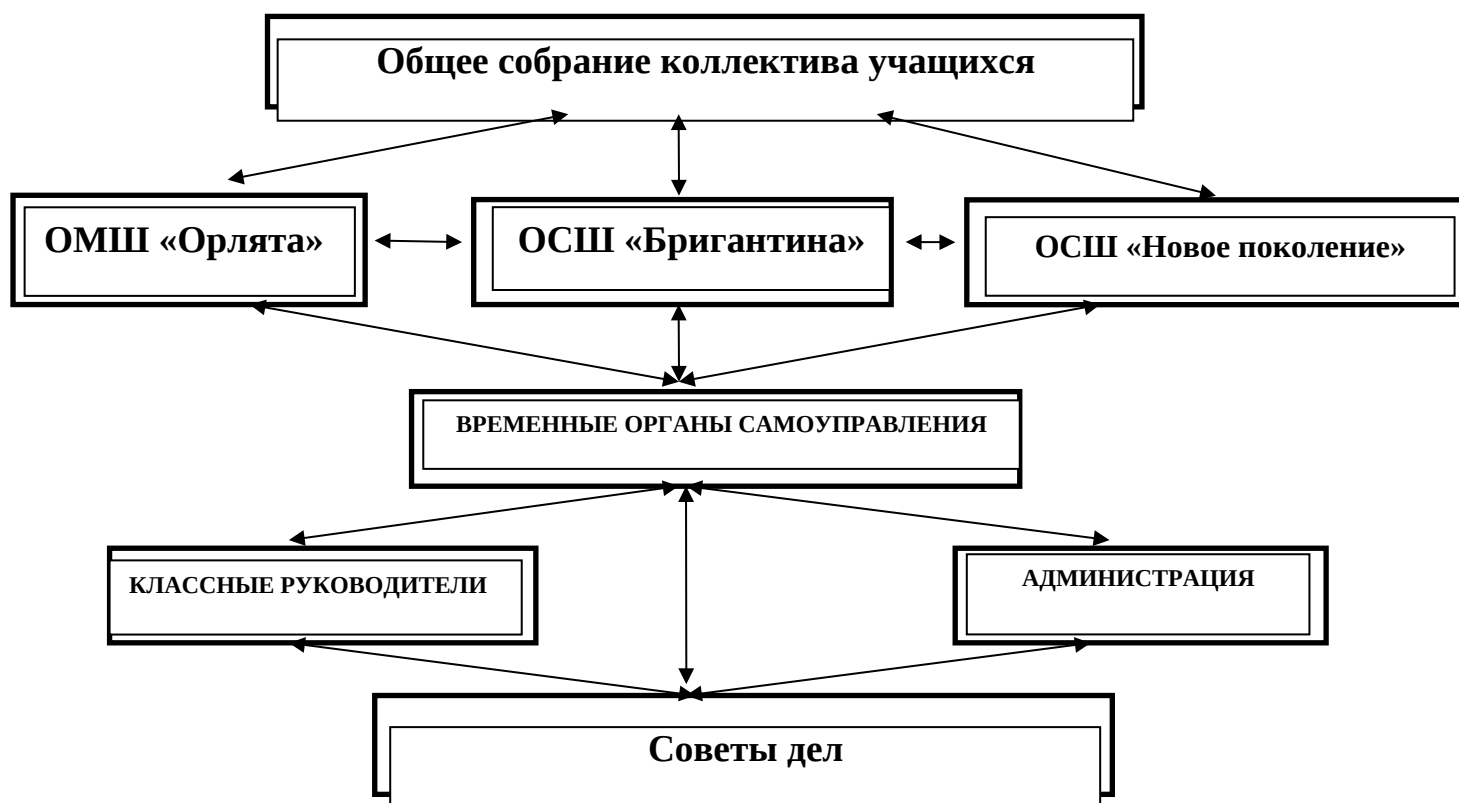 Общее собрание коллектива учащихся
ОМШ «Орлята»
ОСШ «Бригантина»
ОСШ «Новое поколение»
ВРЕМЕННЫЕ ОРГАНЫ САМОУПРАВЛЕНИЯ
КЛАССНЫЕ РУКОВОДИТЕЛИ
АДМИНИСТРАЦИЯ
Советы дел